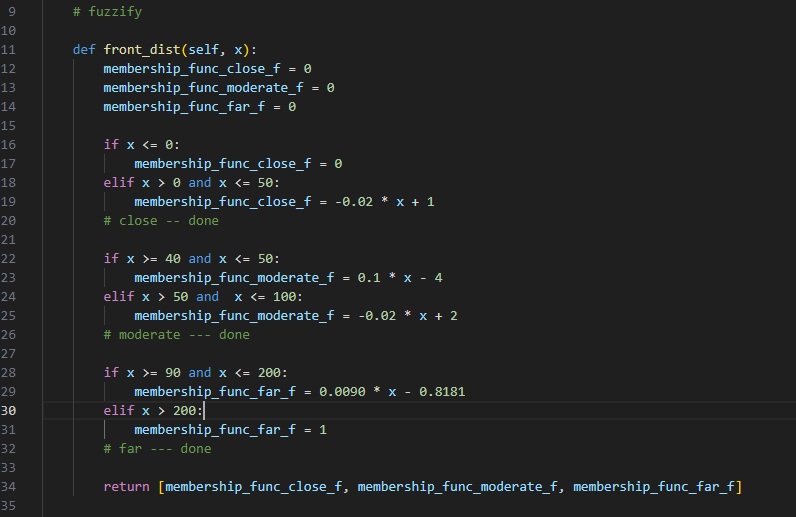 9 # fuzzify
10
11 def front_dist(self, x):
12 membership_func_close_f = 0
13 membership_func_moderate_f = 0
14 membership_func_far_f = 0
15
16 if x <= 0:
17 membership_func_close_f = 0
18 elif x > 0 and x <= 50:
19 membership_func_close_f = -0.02 * x + 1
20 # close -- done
21
22 if x >= 40 and x <= 50:
23 membership_func_moderate_f = 0.1 * x - 4
24 elif x > 50 and  x <= 100:
25 membership_func_moderate_f = -0.02 * x + 2
26 # moderate --- done
27
28 if x >= 90 and x <= 200:
29 membership_func_far_f = 0.0090 * x - 0.8181
30 elif x > 200:
31 membership_func_far_f = 1
32 # far --- done
33
34 return [membership_func_close_f, membership_func_moderate_f, membership_func_far_f]
35